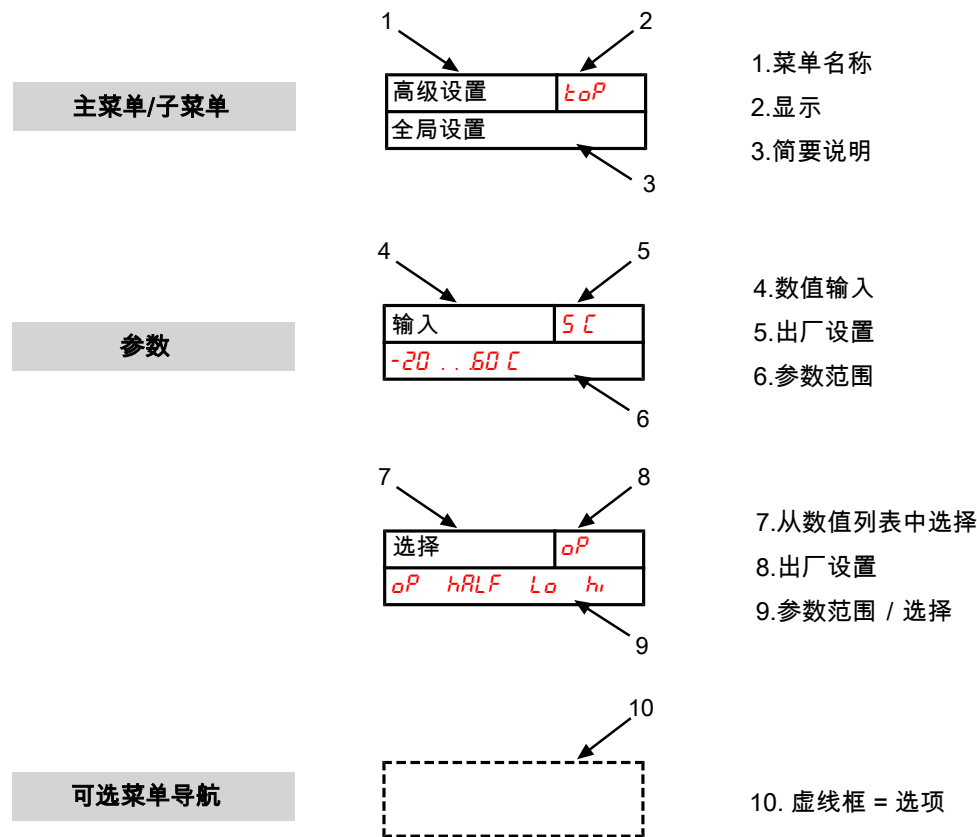 1
2
主菜单/子菜单
高级设置 toP
全局设置
3
1.菜单名称
2.显示
3.简要说明
4
5
参数
输入 5 C
-20 . . .60 C
6
4.数值输入
5.出厂设置
6.参数范围
7
8
选择 oP
oP hALF Lo hi
9
7.从数值列表中选择
8.出厂设置
9.参数范围 / 选择
10
可选菜单导航
10. 虚线框 = 选项